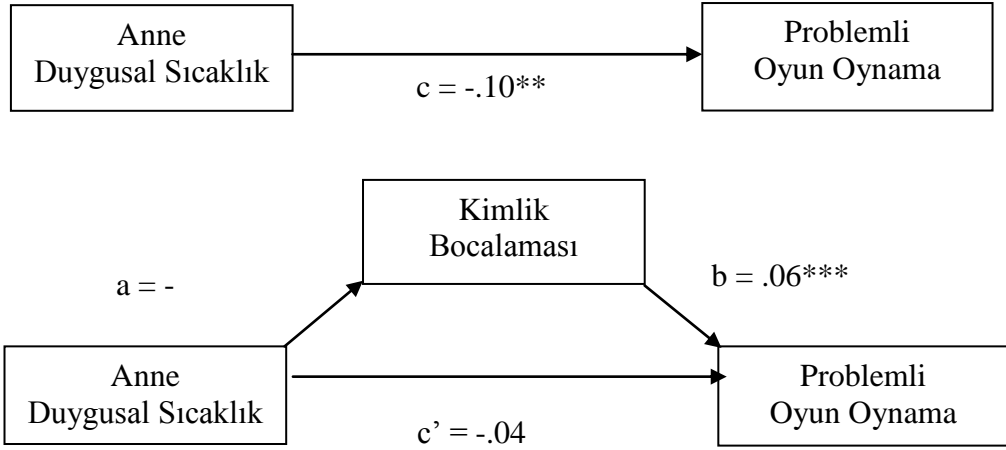 Anne
Duygusal Sıcaklık
Problemli
Oyun Oynama
c = -.10**
Kimlik
Bocalaması
a = -
b = .06***
Anne
Duygusal Sıcaklık
Problemli
Oyun Oynama
c’ = -.04